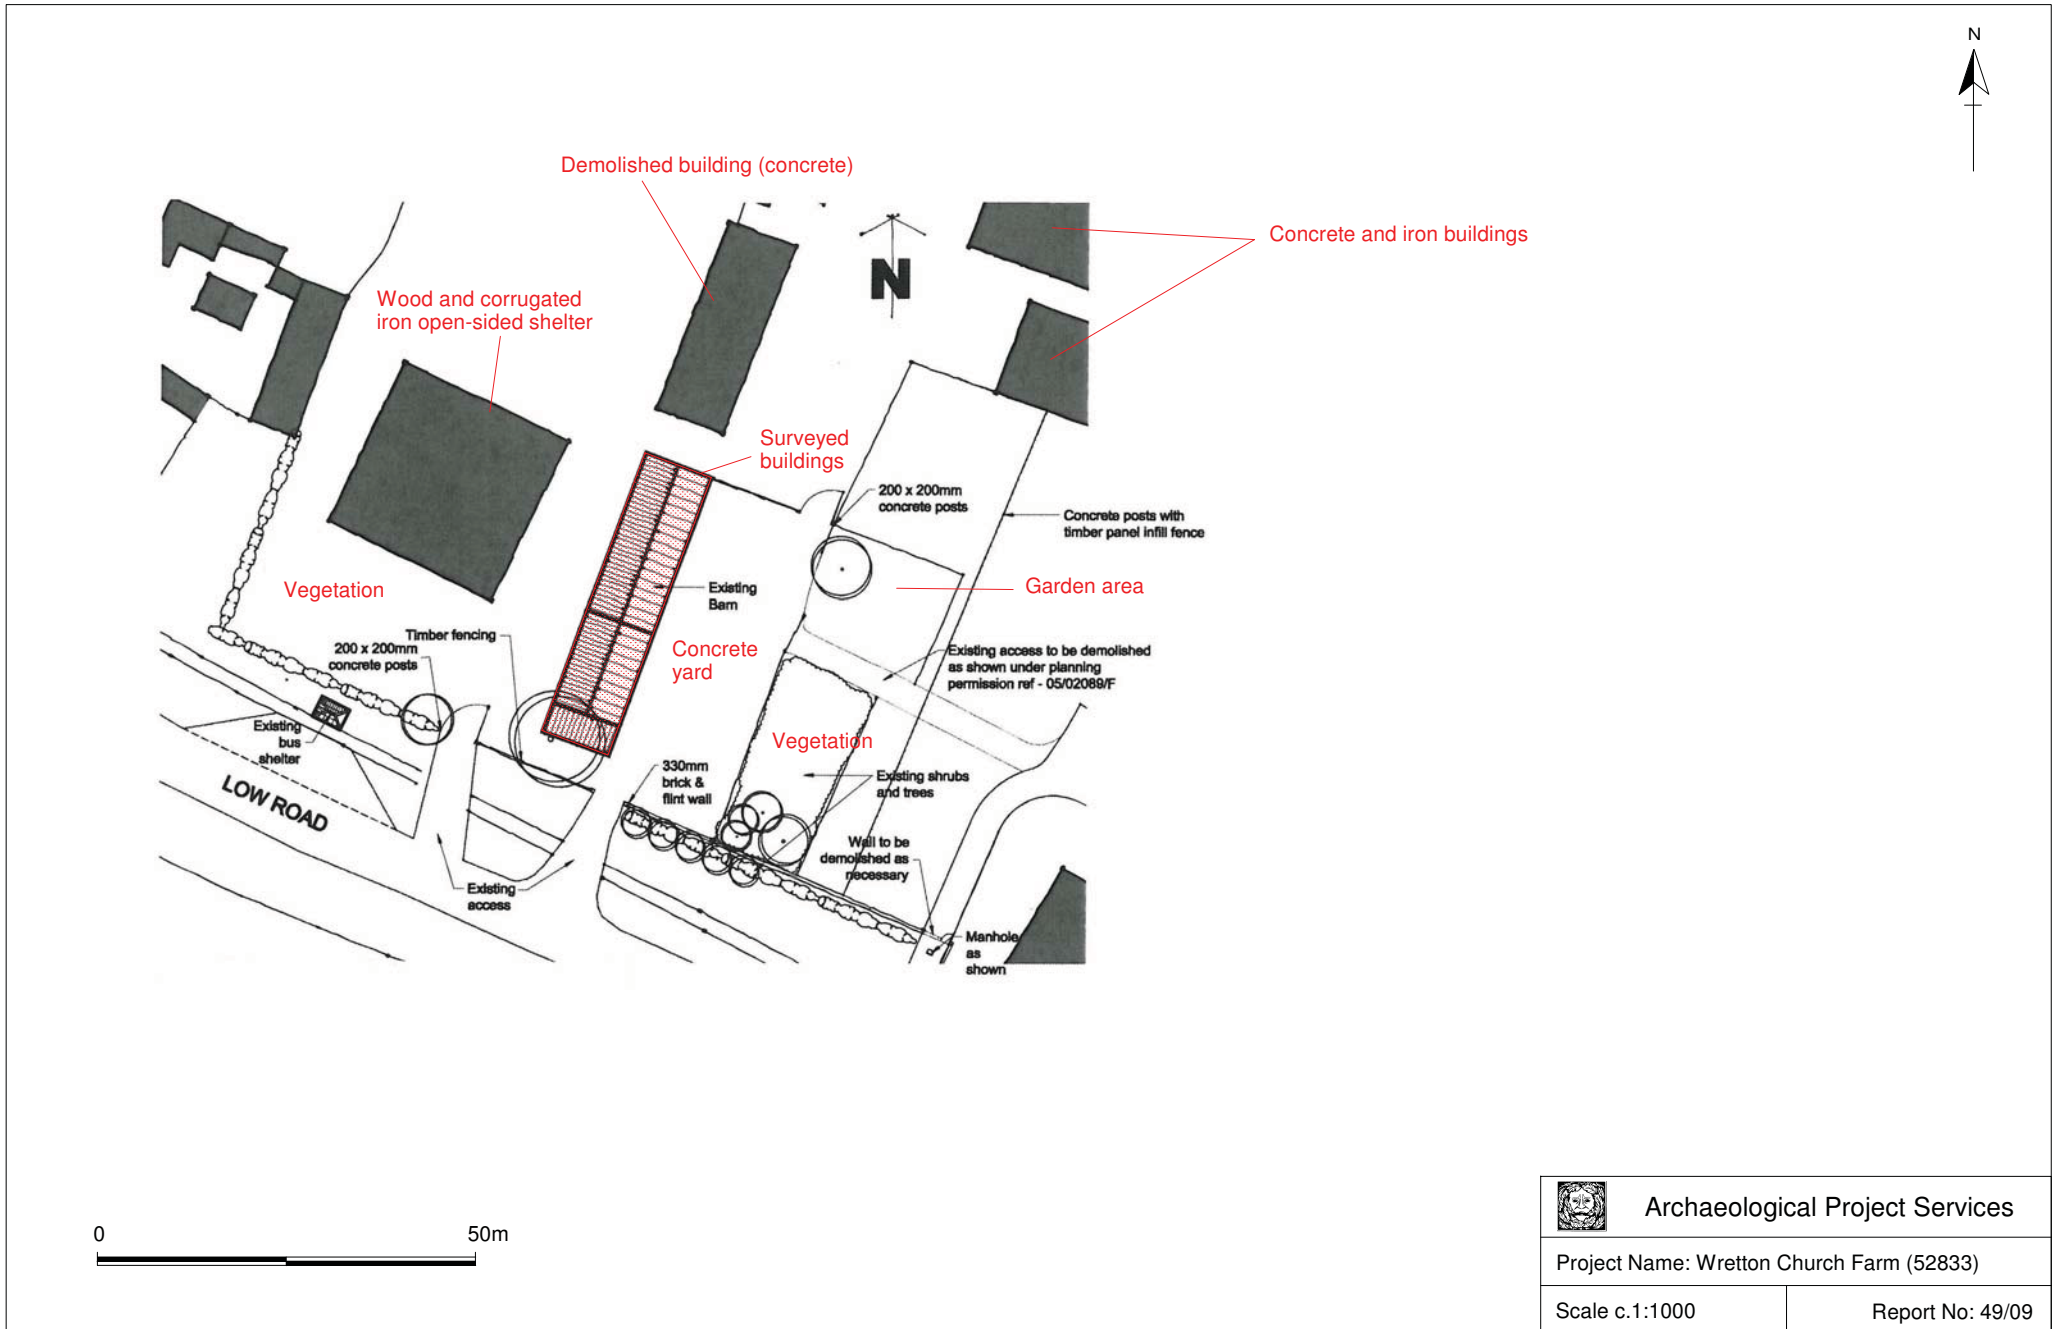 N
Demolished building (concrete)
Concrete and iron buildings
N
Wood and corrugated
iron open-sided shelter
Surveyed
buildings
200 x 200mm
concrete posts
Concrete posts with
timber panel infill fence
Vegetation
Existing
Barn
Garden area
Timber fencing
200 x 200mm
concrete posts
Concrete
yard
Existing access to be demolished
as shown under planning
permission ref - 05/02089/F
Existing
bus
shelter
Vegetation
330mm
brick &
flint wall
Existing shrubs
and trees
LOW ROAD
Wall to be
demolished as
necessary
Existing
access
Manhole
as
shown
0 50m
Archaeological Project Services
Project Name: Wretton Church Farm (52833)
Scale c.1:1000
Report No: 49/09